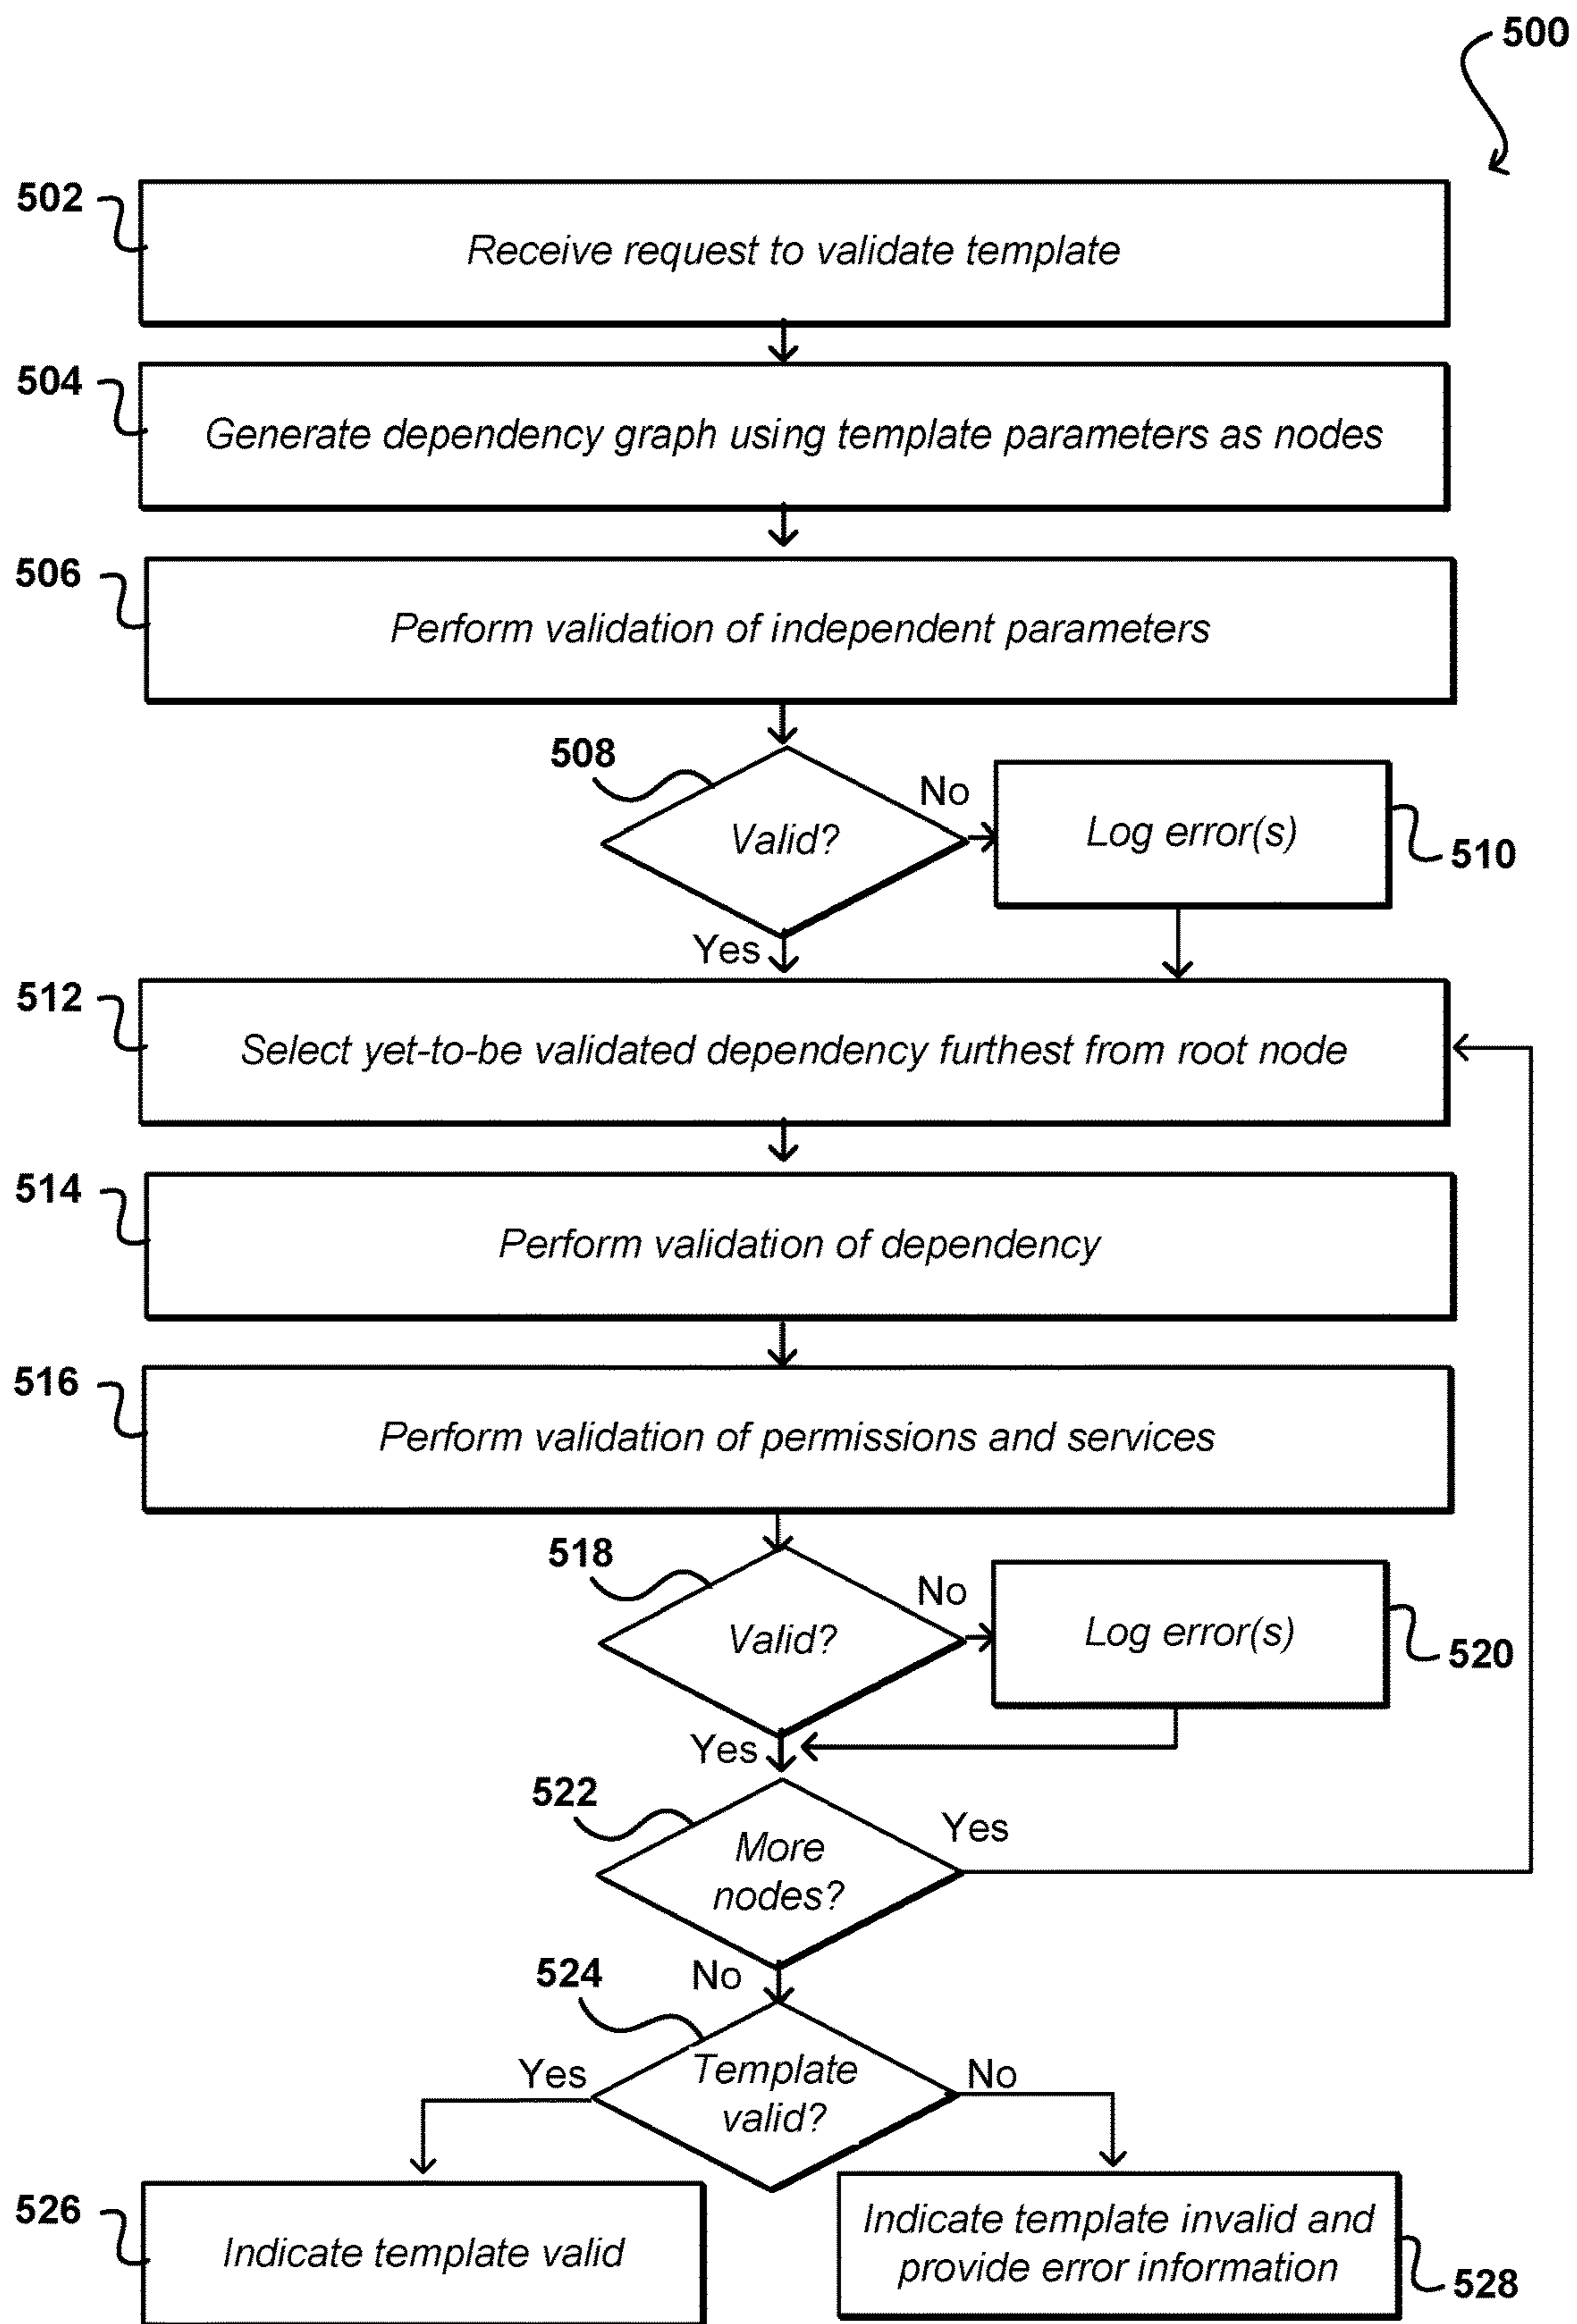 500
502
Receive request to validate template
504
Generate dependency graph using template parameters as nodes
506
Perform validation of independent parameters
508
No
Valid?
Log error(s)
510
Yes
512
Select yet-to-be validated dependency furthest from root node
514
Perform validation of dependency
516
Perform validation of permissions and services
518
No
Valid?
Log error(s)
520
Yes
522
Yes
More
nodes?
No
524
Yes
Template
valid?
No
526
Indicate template valid
Indicate template invalid and
provide error information
528